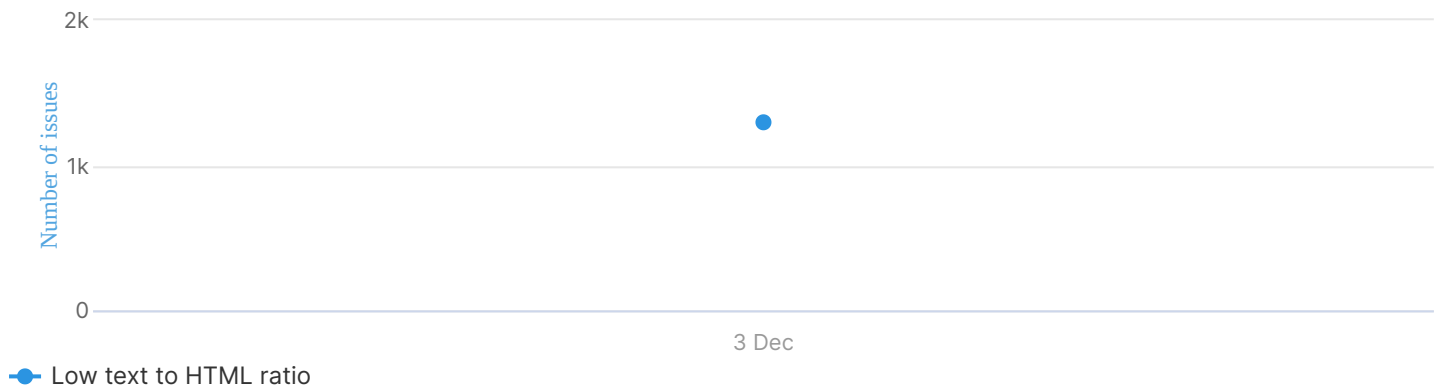 2k
Number of issues
1k
0
3 Dec
Low text to HTML ratio